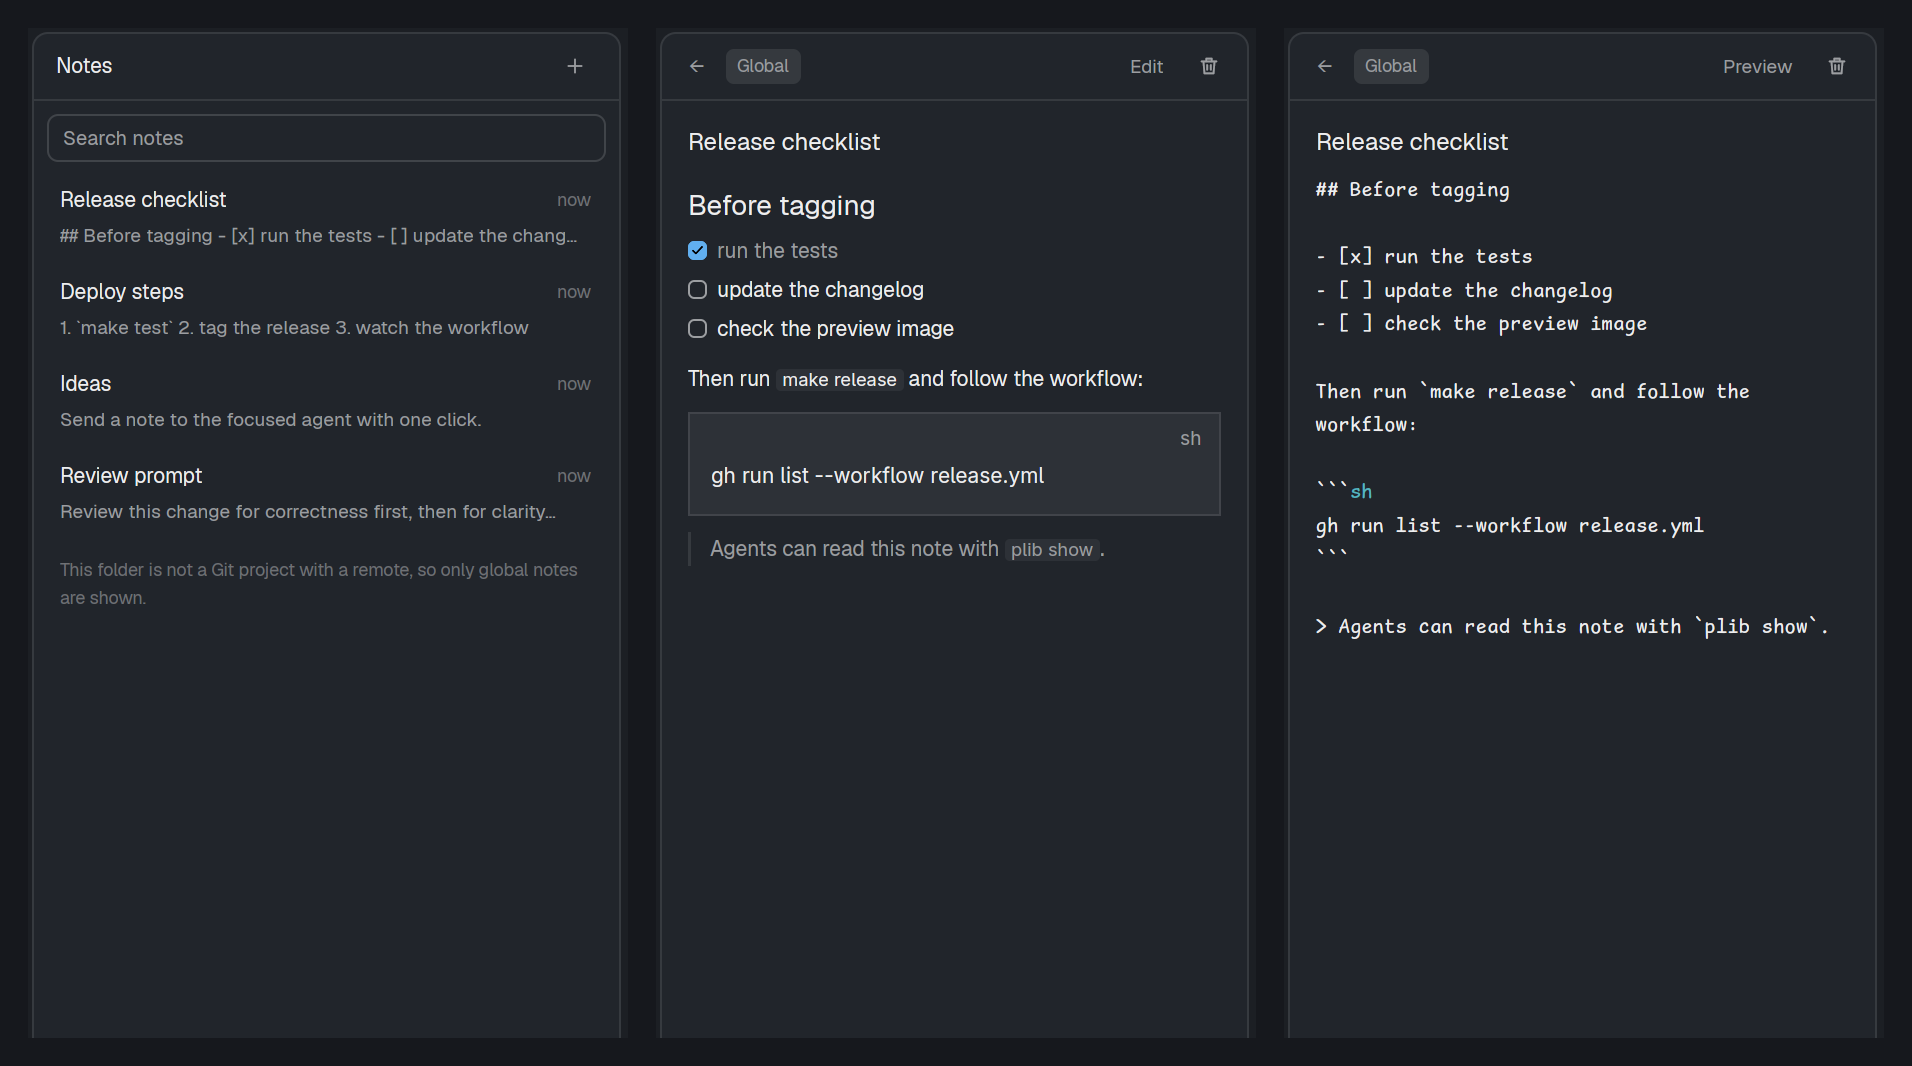 Notes
Search notes
Release checklist now
## Before tagging - [x] run the tests - [ ] update the chang...
Deploy steps now
1. `make test` 2. tag the release 3. watch the workflow
Ideas now
Send a note to the focused agent with one click.
Review prompt now
Review this change for correctness first, then for clarity...
This folder is not a Git project with a remote, so only global notes
are shown.
Global Edit
Release checklist
Before tagging
run the tests
update the changelog
check the preview image
Then run make release and follow the workflow:
sh
gh run list --workflow release.yml
Agents can read this note with plib show.
Global Preview
Release checklist
## Before tagging
- [x] run the tests
- [ ] update the changelog
- [ ] check the preview image
Then run `make release` and follow the
workflow:
```sh
gh run list --workflow release.yml
```
> Agents can read this note with `plib show`.